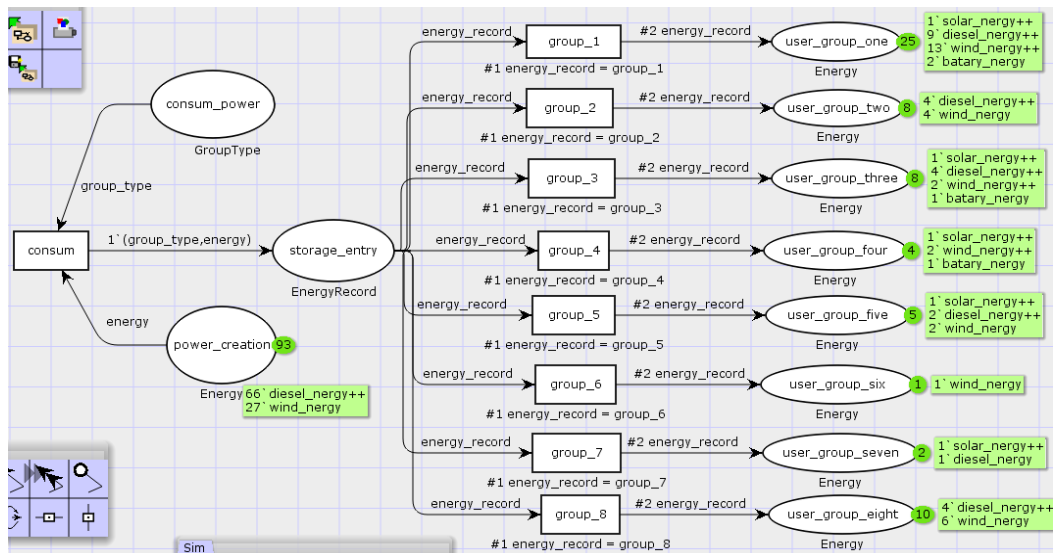 energy_record
group_1
#2 energy_record
user_group_one
25
1`solar_nergy++
9`diesel_nergy++
13`wind_nergy++
2`batary_nergy
#1 energy_record = group_1
Energy
consum_power
GroupType
energy_record
group_2
#2 energy_record
user_group_two
8
4`diesel_nergy++
4`wind_nergy
#1 energy_record = group_2
Energy
group_type
energy_record
group_3
#2 energy_record
user_group_three
8
1`solar_nergy++
4`diesel_nergy++
2`wind_nergy++
1`batary_nergy
#1 energy_record = group_3
Energy
consum
1`(group_type,energy)
storage_entry
EnergyRecord
energy_record
group_4
#2 energy_record
user_group_four
4
1`solar_nergy++
2`wind_nergy++
1`batary_nergy
#1 energy_record = group_4
Energy
energy
power_creation
93
Energy
66`diesel_nergy++
27`wind_nergy
energy_record
group_5
#2 energy_record
user_group_five
5
1`solar_nergy++
2`diesel_nergy++
2`wind_nergy
#1 energy_record = group_5
Energy
energy_record
group_6
#2 energy_record
user_group_six
1
1`wind_nergy
#1 energy_record = group_6
Energy
energy_record
group_7
#2 energy_record
user_group_seven
2
1`solar_nergy++
1`diesel_nergy
#1 energy_record = group_7
Energy
energy_record
group_8
#2 energy_record
user_group_eight
10
4`diesel_nergy++
6`wind_nergy
#1 energy_record = group_8
Energy
Sim